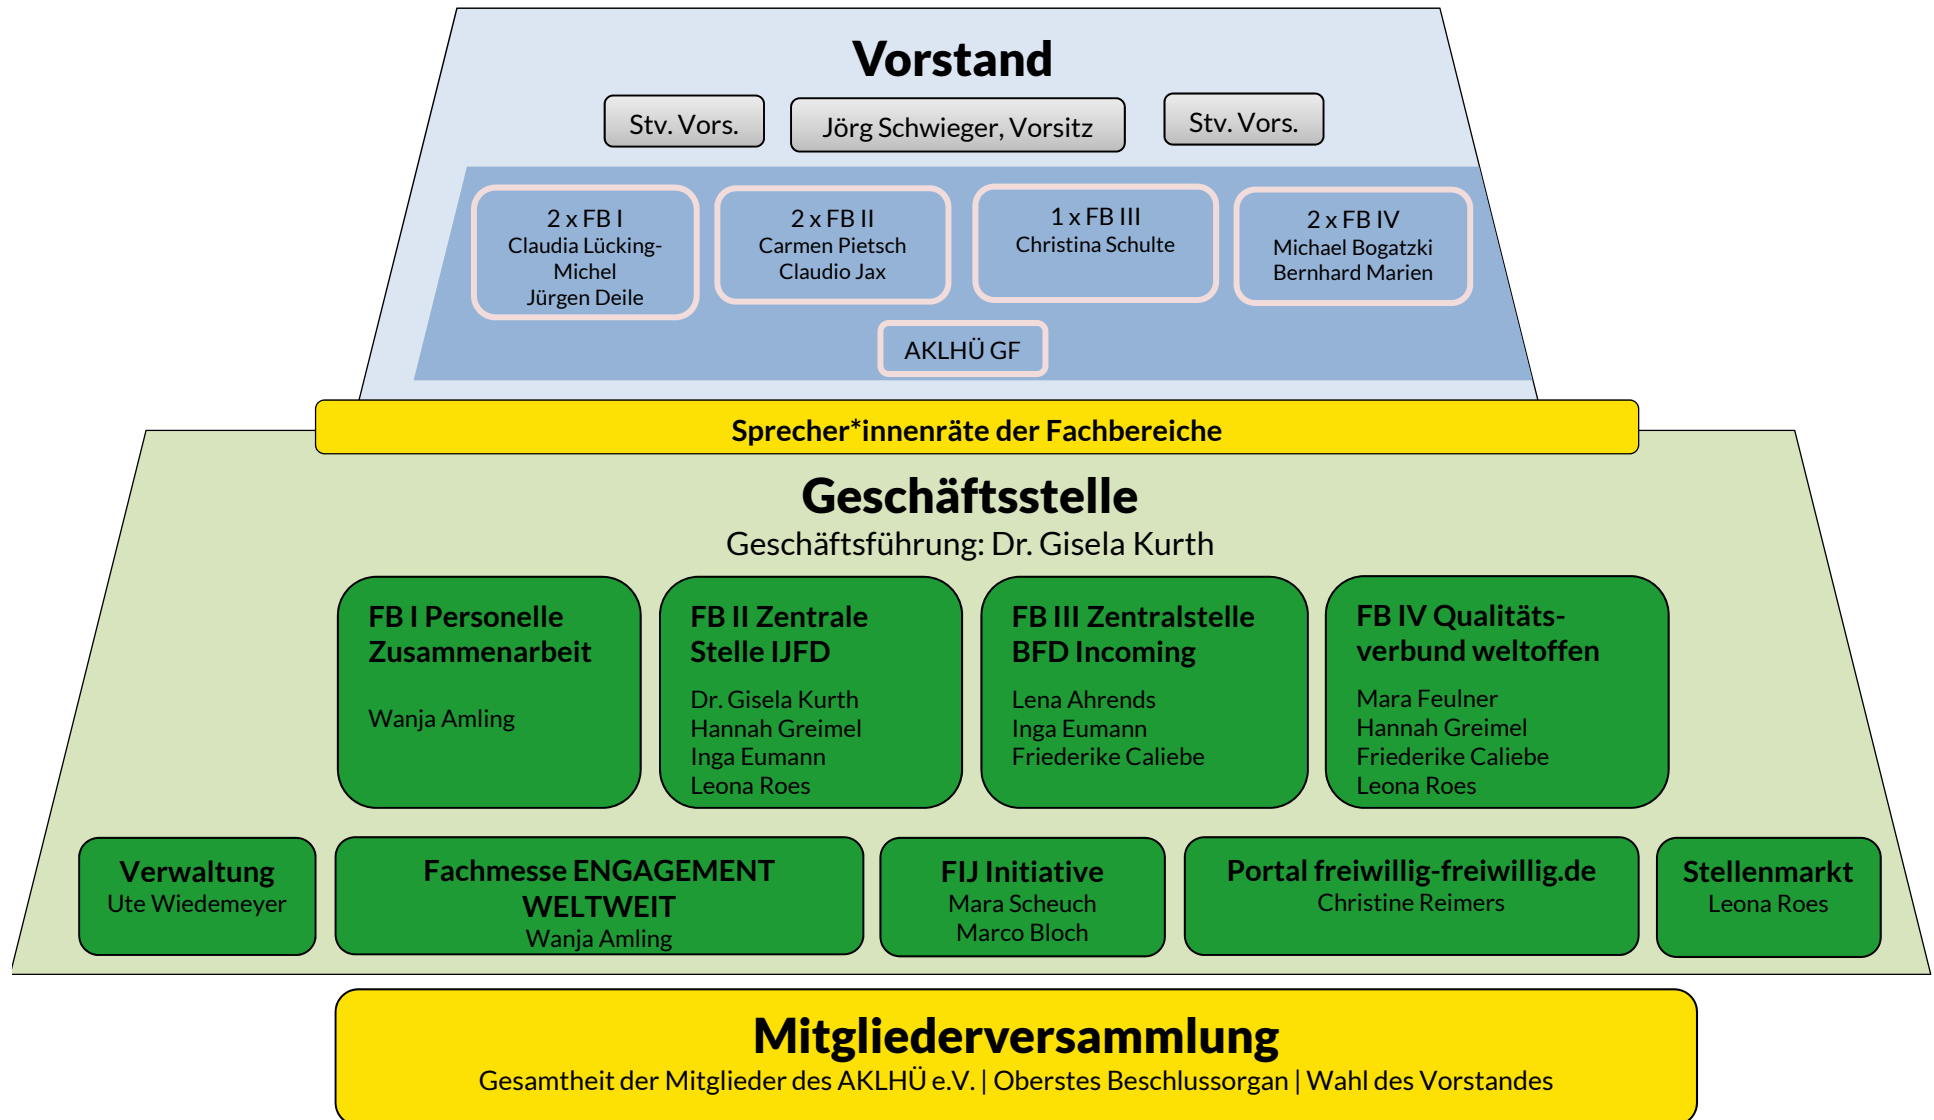 Vorstand
Stv. Vors.
Jörg Schwieger, Vorsitz
Stv. Vors.
2 x FB I
Claudia Lücking-
Michel
Jürgen Deile
2 x FB II
Carmen Pietsch
Claudio Jax
1 x FB III
Christina Schulte
2 x FB IV
Michael Bogatzki
Bernhard Marien
AKLHÜ GF
Sprecher*innenräte der Fachbereiche
Geschäftsstelle
Geschäftsführung: Dr. Gisela Kurth
FB I Personelle
Zusammenarbeit
Wanja Amling
FB II Zentrale
Stelle IJFD
Dr. Gisela Kurth
Hannah Greimel
Inga Eumann
Leona Roes
FB III Zentralstelle
BFD Incoming
Lena Ahrends
Inga Eumann
Friederike Caliebe
FB IV Qualitäts-
verbund weltoffen
Mara Feulner
Hannah Greimel
Friederike Caliebe
Leona Roes
Verwaltung
Ute Wiedemeyer
Fachmesse ENGAGEMENT
WELTWEIT
Wanja Amling
FIJ Initiative
Mara Scheuch
Marco Bloch
Portal freiwillig-freiwillig.de
Christine Reimers
Stellenmarkt
Leona Roes
Mitgliederversammlung
Gesamtheit der Mitglieder des AKLHÜ e.V. | Oberstes Beschlussorgan | Wahl des Vorstandes